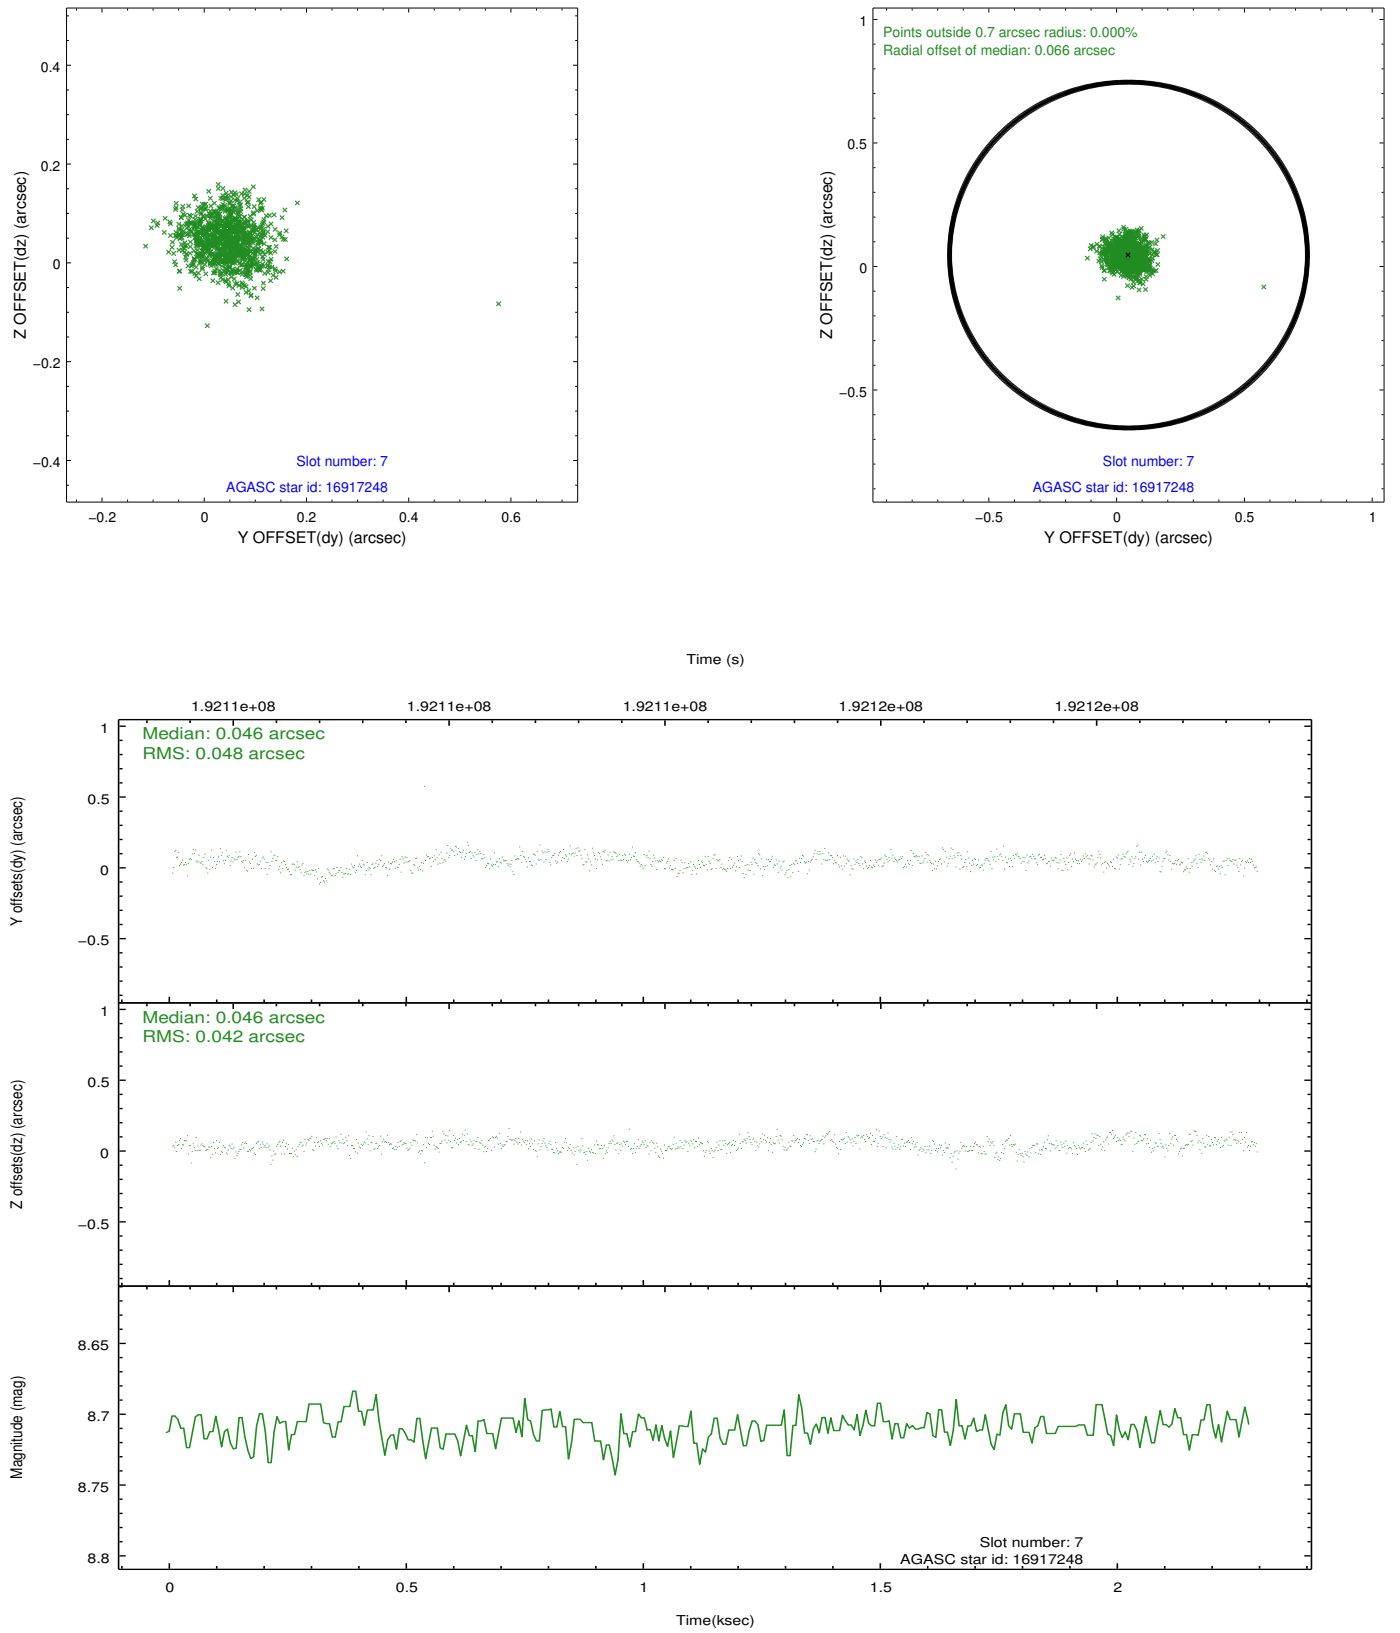 0.4
0.2
0
−0.2
−0.4
Z OFFSET(dz) (arcsec)
Slot number: 7
AGASC star id: 16917248
−0.2 0 0.2 0.4 0.6
Y OFFSET(dy) (arcsec)
Points outside 0.7 arcsec radius: 0.000%
Radial offset of median: 0.066 arcsec
1
0.5
0
−0.5
Z OFFSET(dz) (arcsec)
Slot number: 7
AGASC star id: 16917248
−0.5 0 0.5 1
Y OFFSET(dy) (arcsec)
Time (s)
1.9211e+08 1.9211e+08 1.9211e+08 1.9212e+08 1.9212e+08
Median: 0.046 arcsec
RMS: 0.048 arcsec
1
0.5
0
−0.5
Y offsets(dy) (arcsec)
Median: 0.046 arcsec
RMS: 0.042 arcsec
1
0.5
0
−0.5
Z offsets(dz) (arcsec)
8.65
8.7
8.75
8.8
Magnitude (mag)
Slot number: 7
AGASC star id: 16917248
0 0.5 1 1.5 2
Time(ksec)